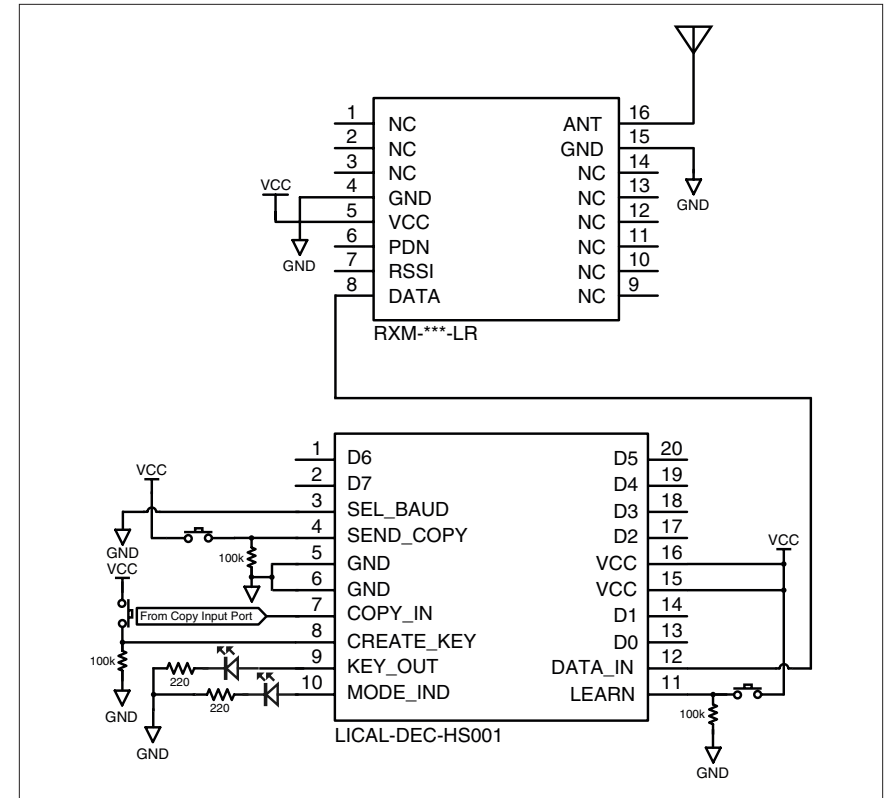 1 NC ANT 16
2 NC GND 15
3 NC NC 14
VCC 4 GND NC 13
5 VCC NC 12 GND
GND 6 PDN NC 11
7 RSSI NC 10
8 DATA NC 9
RXM-***-LR
1 D6 D5 20
VCC 2 D7 D4 19
3 SEL_BAUD D3 18
4 SEND_COPY D2 17
GND 100k 5 GND VCC 16 VCC
VCC 6 GND VCC 15
From Copy Input Port 7 COPY_IN D1 14
8 CREATE_KEY D0 13
100k 220 9 KEY_OUT DATA_IN 12
220 10 MODE_IND LEARN 11
GND 100k
GND LICAL-DEC-HS001
GND